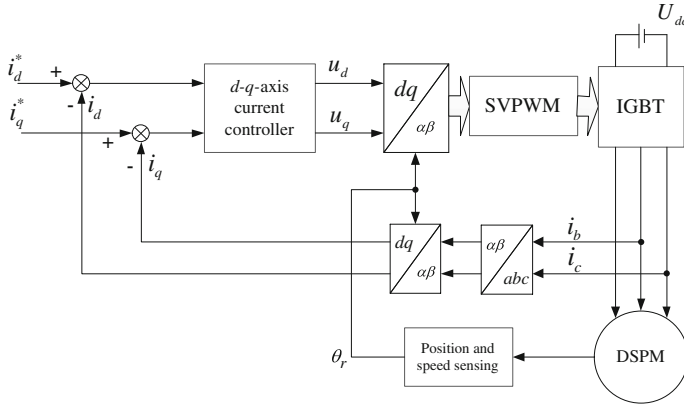 U_dc
i_d^*
+
-
i_d
i_q^*
+
-
i_q
d-q-axis
current
controller
u_d
u_q
dq
αβ
SVPWM
IGBT
dq
αβ
αβ
abc
i_b
i_c
θ_r
Position and
speed sensing
DSPM